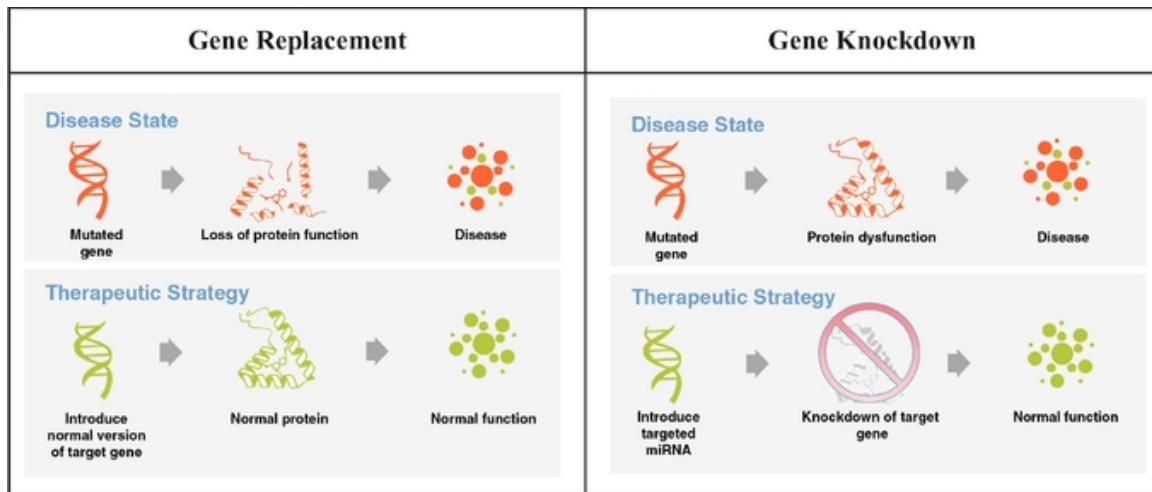 Gene Replacement
Gene Knockdown
Disease State
Mutated
gene
Loss of protein function
Disease
Therapeutic Strategy
Introduce
normal version
of target gene
Normal protein
Normal function
Disease State
Mutated
gene
Protein dysfunction
Disease
Therapeutic Strategy
Introduce
targeted
miRNA
Knockdown of target
gene
Normal function